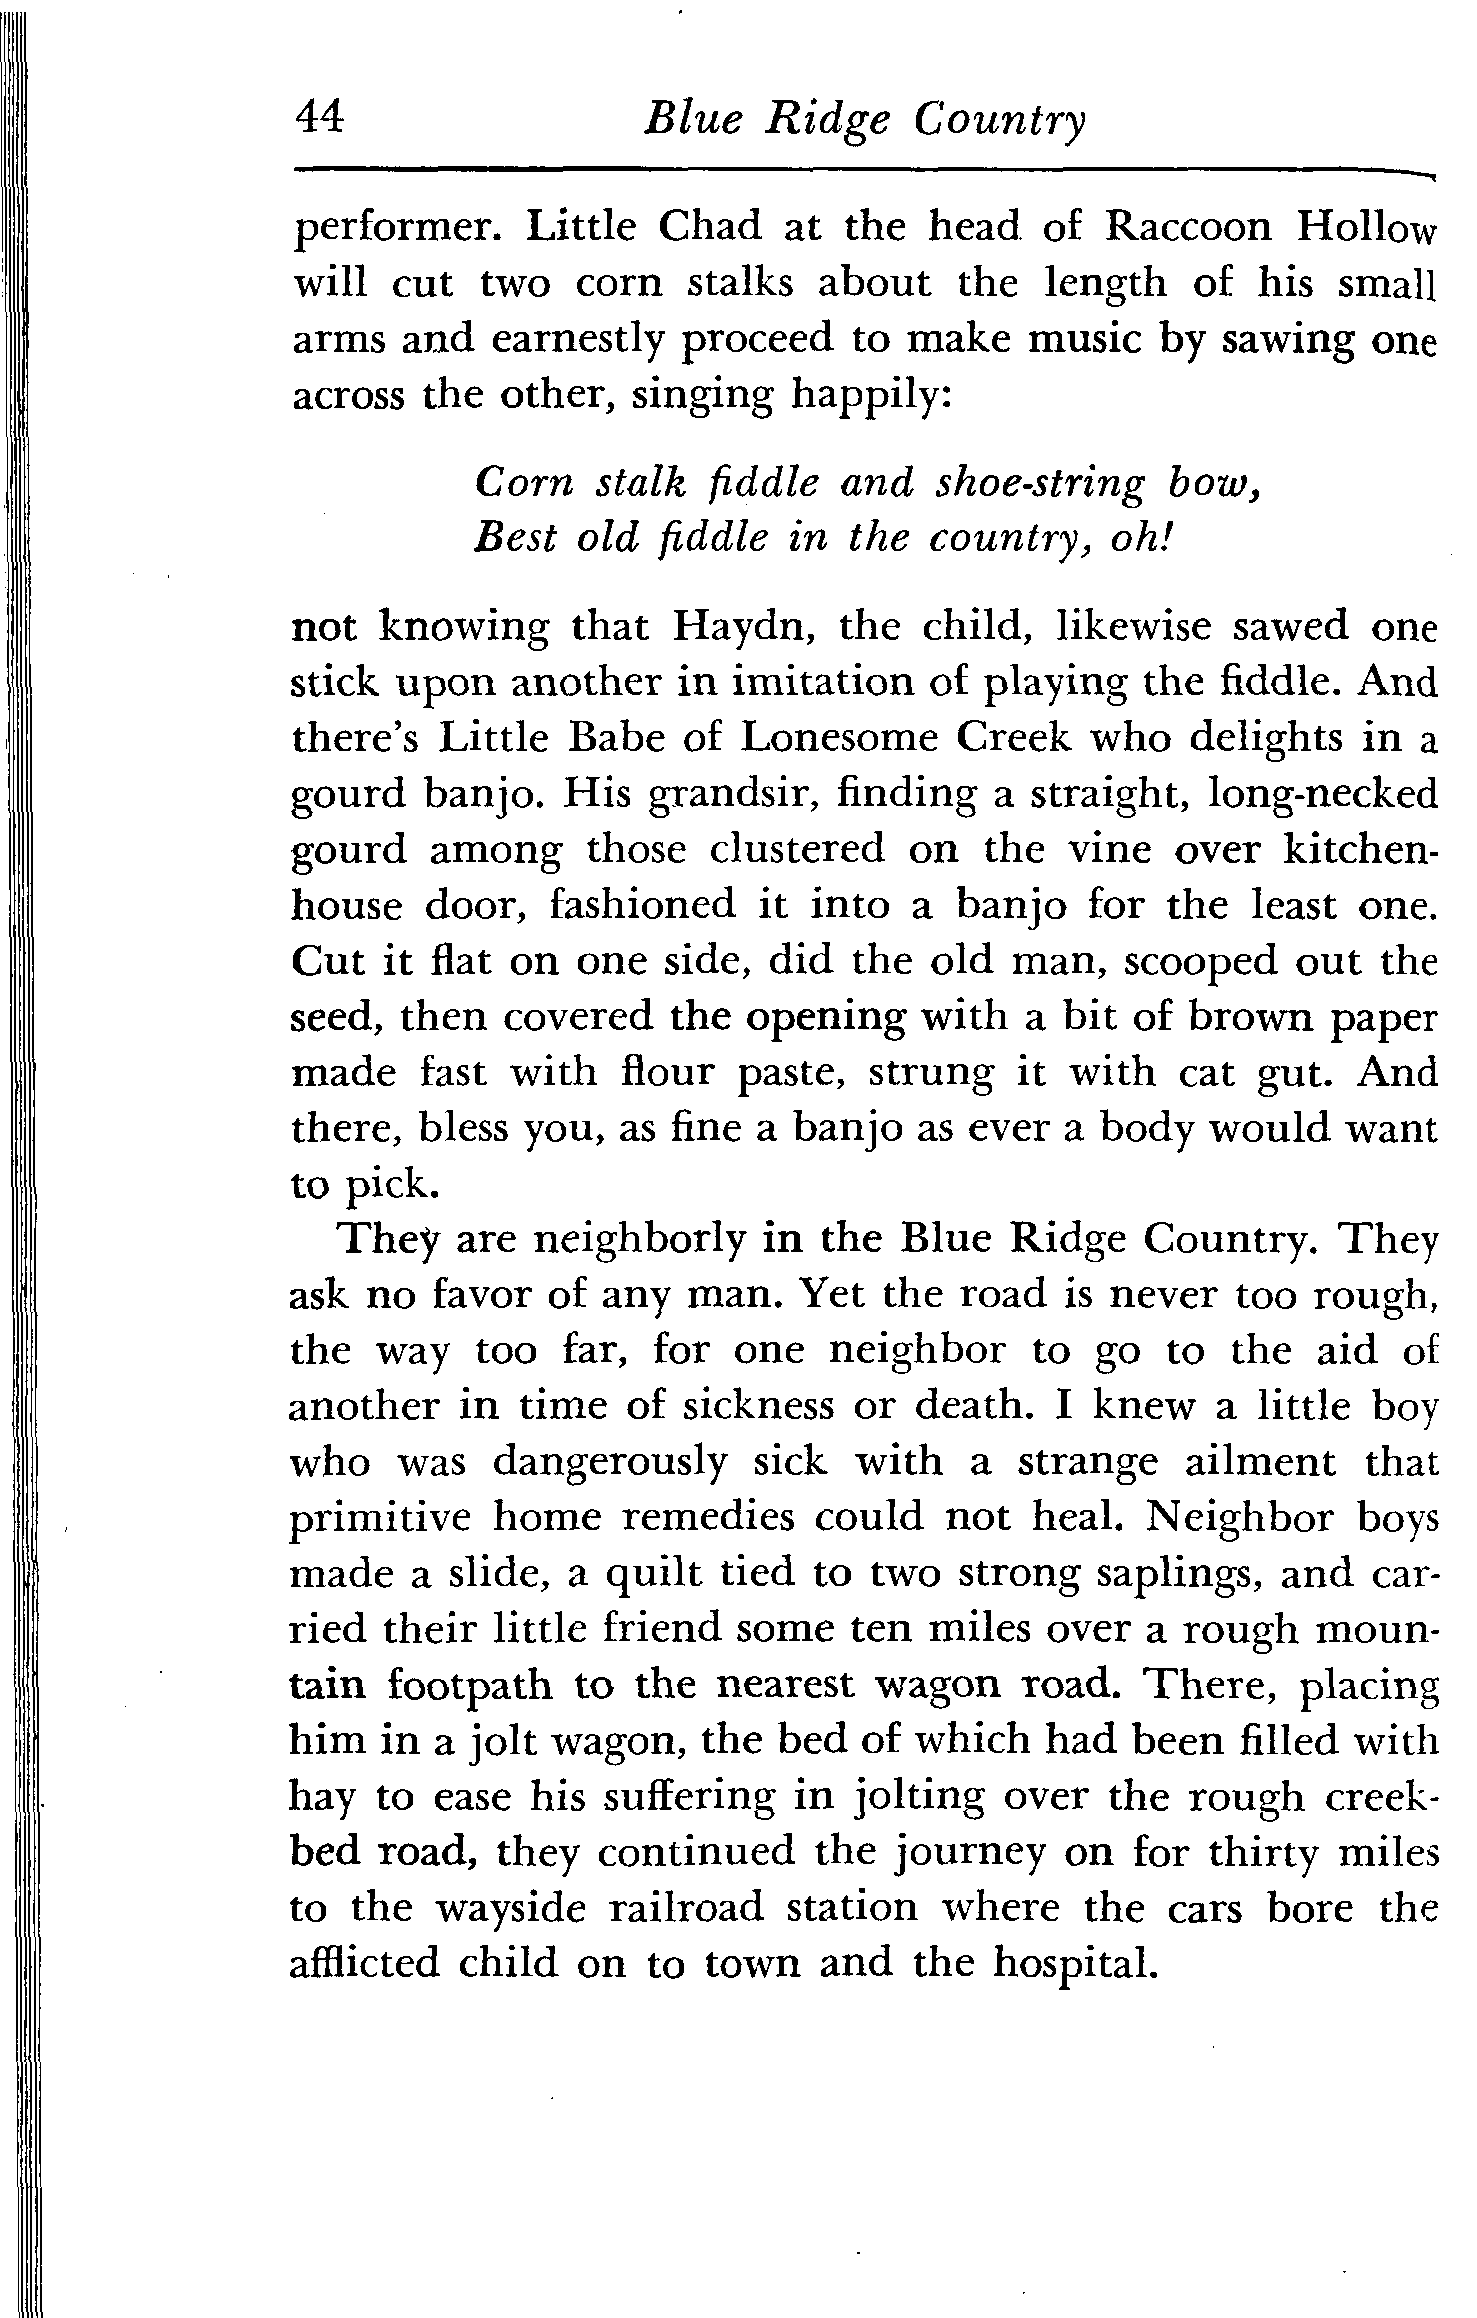 44 Blue Ridge Country
performer. Little Chad at the head of Raccoon Hollow
will cut two corn stalks about the length of his small
arms and earnestly proceed to make music by sawing one
across the other, singing happily:
Corn stalk fiddle and shoe-string bow,
Best old fiddle in the country, oh!
not knowing that Haydn, the child, likewise sawed one
stick upon another in imitation of playing the fiddle. And
there's Little Babe of Lonesome Creek who delights in a
gourd banjo. His grandsir, finding a straight, long-necked
gourd among those clustered on the vine over kitchen-
house door, fashioned it into a banjo for the least one.
Cut it flat on one side, did the old man, scooped out the
seed, then covered the opening with a bit of brown paper
made fast with flour paste, strung it with cat gut. And
there, bless you, as fine a banjo as ever a body would want
to pick.
They are neighborly in the Blue Ridge Country. They
ask no favor of any man. Yet the road is never too rough,
the way too far, for one neighbor to go to the aid of
another in time of sickness or death. I knew a little boy
who was dangerously sick with a strange ailment that
primitive home remedies could not heal. Neighbor boys
made a slide, a quilt tied to two strong saplings, and car-
ried their little friend some ten miles over a rough moun-
tain footpath to the nearest wagon road. There, placing
him in a jolt wagon, the bed of which had been filled with
hay to ease his suffering in jolting over the rough creek-
bed road, they continued the journey on for thirty miles
to the wayside railroad station where the cars bore the
afflicted child on to town and the hospital.